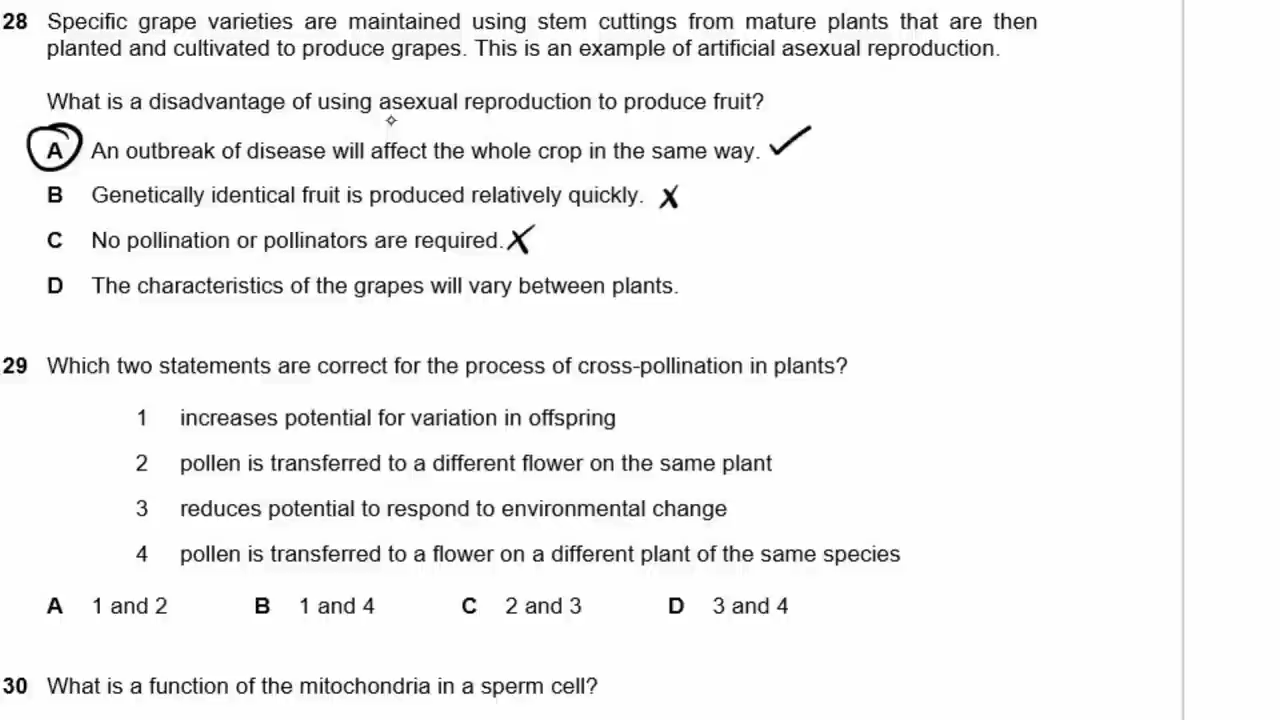 28 Specific grape varieties are maintained using stem cuttings from mature plants that are then
planted and cultivated to produce grapes. This is an example of artificial asexual reproduction.
What is a disadvantage of using asexual reproduction to produce fruit?
A An outbreak of disease will affect the whole crop in the same way.
B Genetically identical fruit is produced relatively quickly.
C No pollination or pollinators are required.
D The characteristics of the grapes will vary between plants.
29 Which two statements are correct for the process of cross-pollination in plants?
1 increases potential for variation in offspring
2 pollen is transferred to a different flower on the same plant
3 reduces potential to respond to environmental change
4 pollen is transferred to a flower on a different plant of the same species
A 1 and 2 B 1 and 4 C 2 and 3 D 3 and 4
30 What is a function of the mitochondria in a sperm cell?